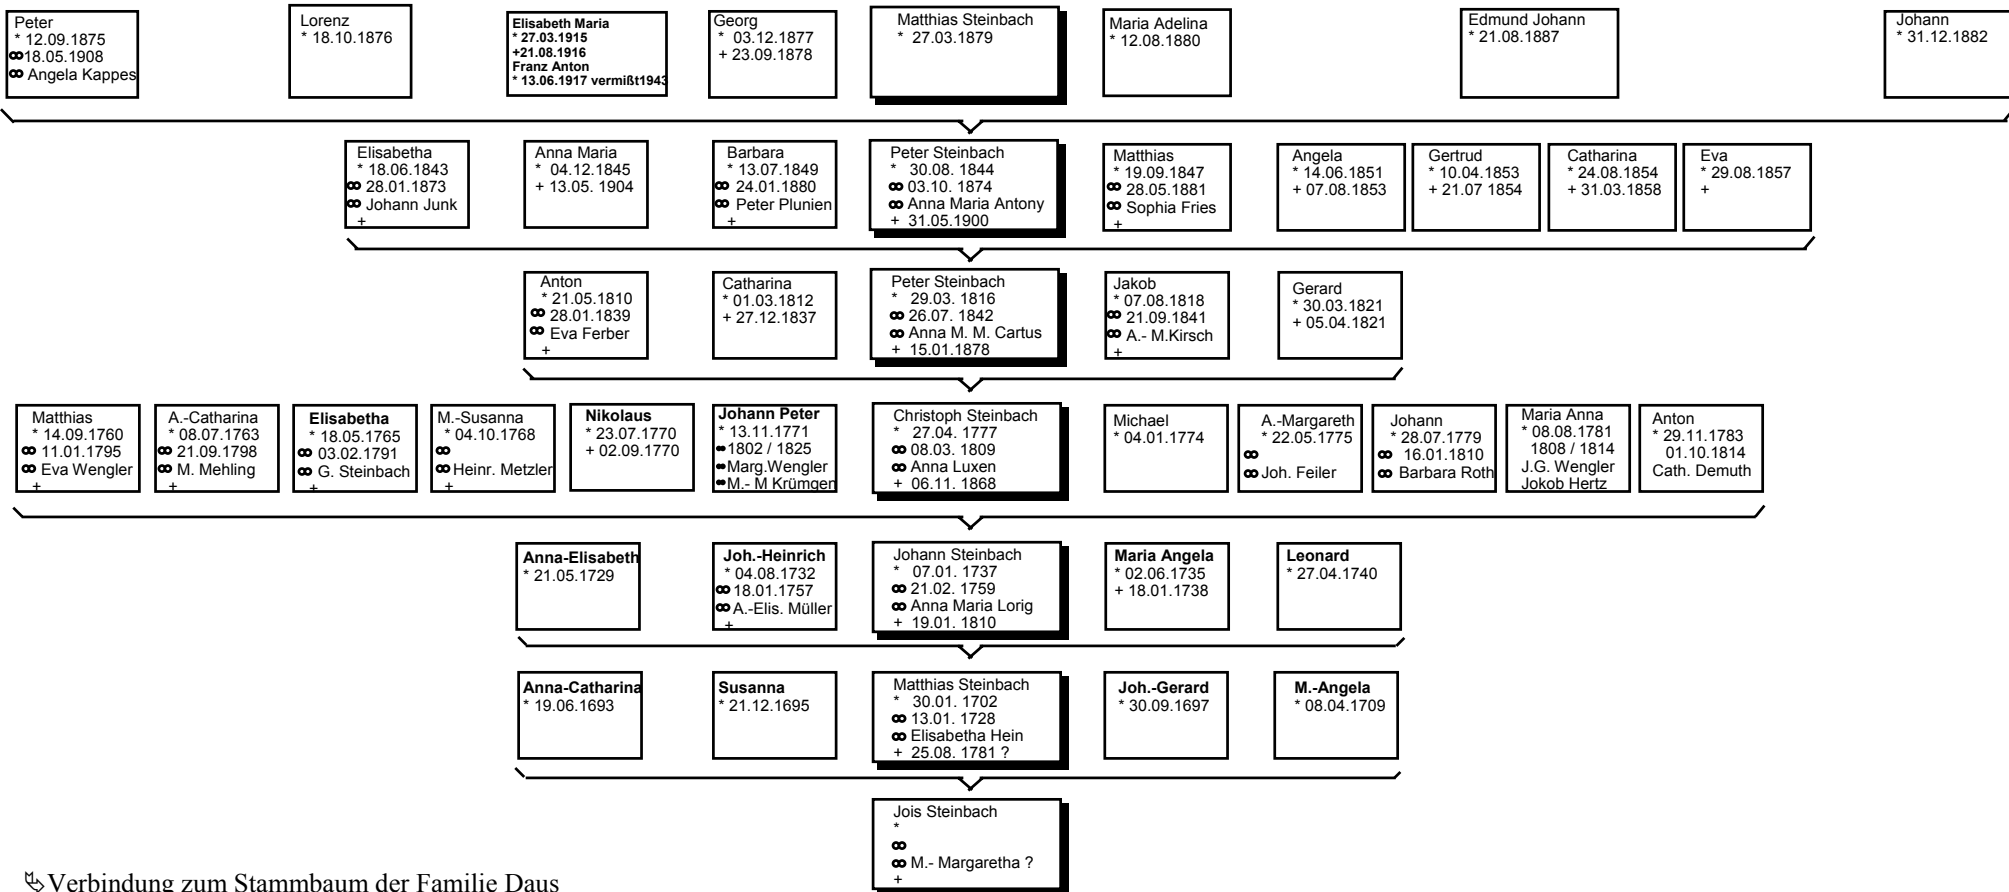 Peter
* 12.09.1875
⚭18.05.1908
⚭ Angela Kappes
Lorenz
* 18.10.1876
Elisabeth Maria
* 27.03.1915
+21.08.1916
Franz Anton
* 13.06.1917 vermißt1943
Georg
* 03.12.1877
+ 23.09.1878
Matthias Steinbach
* 27.03.1879
Maria Adelina
* 12.08.1880
Edmund Johann
* 21.08.1887
Johann
* 31.12.1882
Elisabetha
* 18.06.1843
⚭ 28.01.1873
⚭ Johann Junk
+
Anna Maria
* 04.12.1845
+ 13.05. 1904
Barbara
* 13.07.1849
⚭ 24.01.1880
⚭ Peter Plunien
+
Peter Steinbach
* 30.08. 1844
⚭ 03.10. 1874
⚭ Anna Maria Antony
+ 31.05.1900
Matthias
* 19.09.1847
⚭ 28.05.1881
⚭ Sophia Fries
+
Angela
* 14.06.1851
+ 07.08.1853
Gertrud
* 10.04.1853
+ 21.07 1854
Catharina
* 24.08.1854
+ 31.03.1858
Eva
* 29.08.1857
+
Anton
* 21.05.1810
⚭ 28.01.1839
⚭ Eva Ferber
+
Catharina
* 01.03.1812
+ 27.12.1837
Peter Steinbach
* 29.03. 1816
⚭ 26.07. 1842
⚭ Anna M. M. Cartus
+ 15.01.1878
Jakob
* 07.08.1818
⚭ 21.09.1841
⚭ A.- M.Kirsch
+
Gerard
* 30.03.1821
+ 05.04.1821
Matthias
* 14.09.1760
⚭ 11.01.1795
⚭ Eva Wengler
+
A.-Catharina
* 08.07.1763
⚭ 21.09.1798
⚭ M. Mehling
+
Elisabetha
* 18.05.1765
⚭ 03.02.1791
⚭ G. Steinbach
+
M.-Susanna
* 04.10.1768
⚭
⚭ Heinr. Metzler
+
Nikolaus
* 23.07.1770
+ 02.09.1770
Johann Peter
* 13.11.1771
⚭ 1802 / 1825
⚭ Marg.Wengler
⚭ M.- M Krümgen
Christoph Steinbach
* 27.04. 1777
⚭ 08.03. 1809
⚭ Anna Luxen
+ 06.11. 1868
Michael
* 04.01.1774
A.-Margareth
* 22.05.1775
⚭
⚭ Joh. Feiler
Johann
* 28.07.1779
⚭ 16.01.1810
⚭ Barbara Roth
Maria Anna
* 08.08.1781
1808 / 1814
J.G. Wengler
Jokob Hertz
Anton
* 29.11.1783
01.10.1814
Cath. Demuth
Anna-Elisabeth
* 21.05.1729
Joh.-Heinrich
* 04.08.1732
⚭ 18.01.1757
⚭ A.-Elis. Müller
+
Johann Steinbach
* 07.01. 1737
⚭ 21.02. 1759
⚭ Anna Maria Lorig
+ 19.01. 1810
Maria Angela
* 02.06.1735
+ 18.01.1738
Leonard
* 27.04.1740
Anna-Catharina
* 19.06.1693
Susanna
* 21.12.1695
Matthias Steinbach
* 30.01. 1702
⚭ 13.01. 1728
⚭ Elisabetha Hein
+ 25.08. 1781 ?
Joh.-Gerard
* 30.09.1697
M.-Angela
* 08.04.1709
Jois Steinbach
*
⚭
⚭ M.- Margaretha ?
+
Verbindung zum Stammbaum der Familie Daus